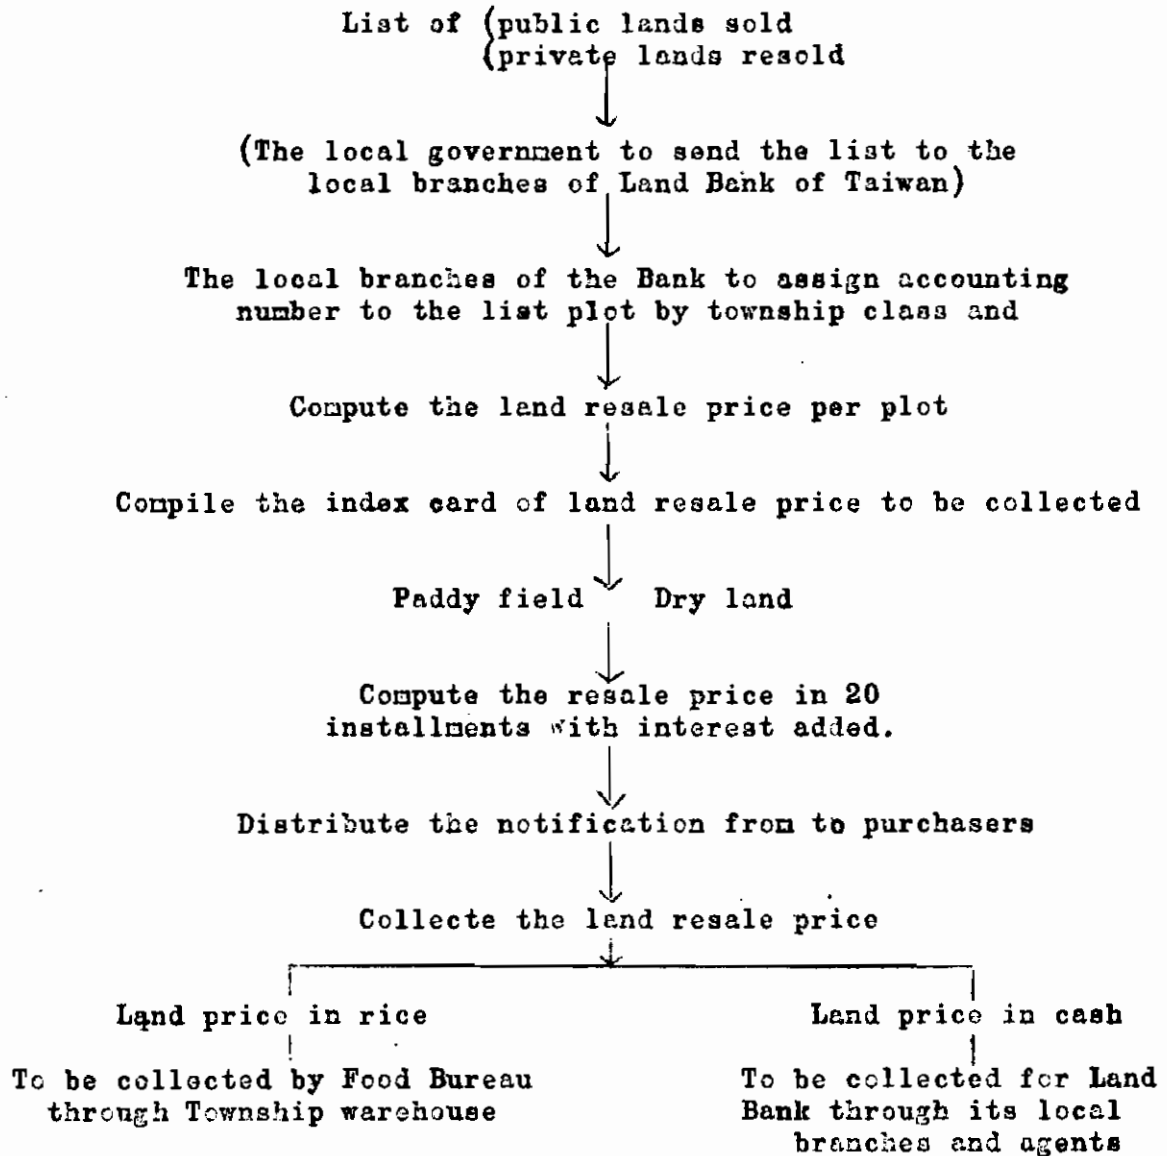 List of (public lands sold
(private lands resold
(The local government to send the list to the
local branches of Land Bank of Taiwan)
The local branches of the Bank to assign accounting
number to the list plot by township class and
Compute the land resale price per plot
Compile the index card of land resale price to be collected
Paddy field Dry land
Compute the resale price in 20
installments with interest added.
Distribute the notification from to purchasers
Collecte the land resale price
Land price in rice
Land price in cash
To be collected by Food Bureau
through Township warehouse
To be collected for Land
Bank through its local
branches and agents